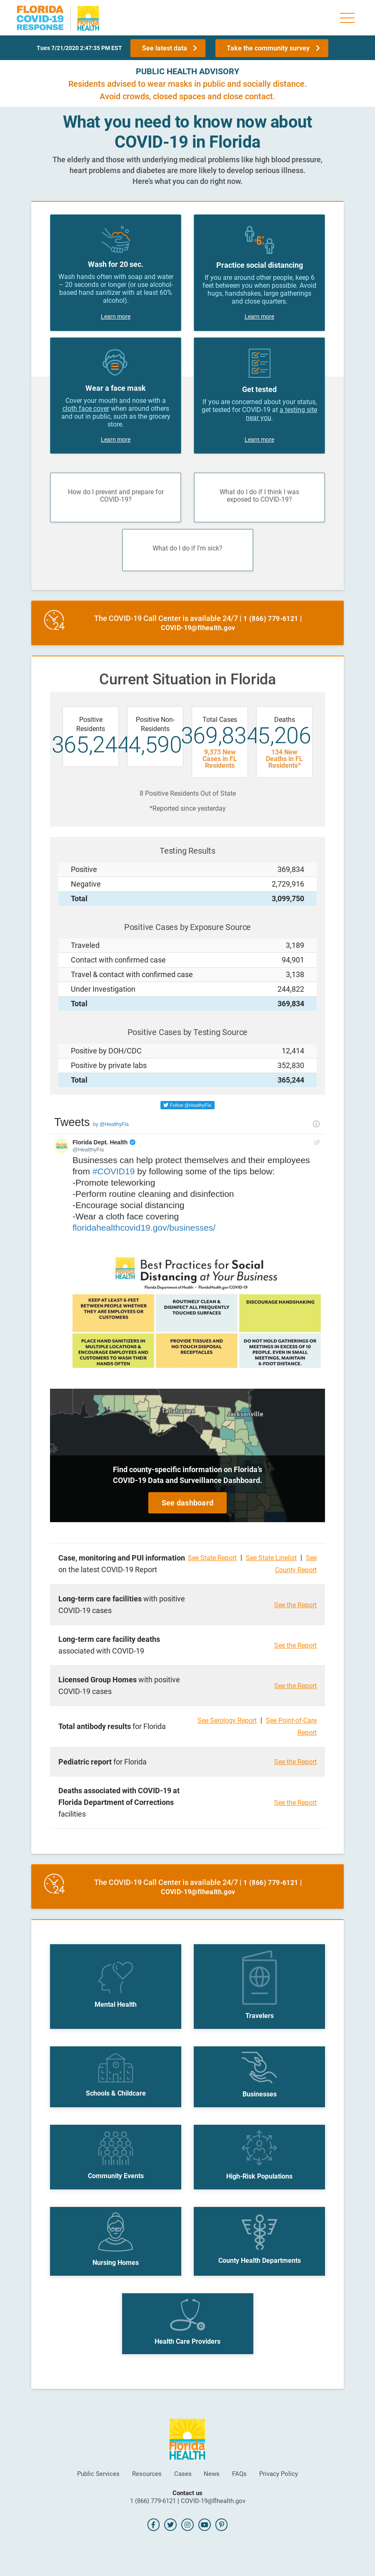 FLORIDA
COVID-19
RESPONSE
Florida
HEALTH
Tues 7/21/2020 2:47:35 PM EST
See latest data
Take the community survey
PUBLIC HEALTH ADVISORY
Residents advised to wear masks in public and socially distance.
Avoid crowds, closed spaces and close contact.
What you need to know now about
COVID-19 in Florida
The elderly and those with underlying medical problems like high blood pressure,
heart problems and diabetes are more likely to develop serious illness.
Here's what you can do right now.
Wash for 20 sec.
Wash hands often with soap and water
– 20 seconds or longer (or use alcohol-
based hand sanitizer with at least 60%
alcohol).
Learn more
6'
Practice social distancing
If you are around other people, keep 6
feet between you when possible. Avoid
hugs, handshakes, large gatherings
and close quarters.
Learn more
Wear a face mask
Cover your mouth and nose with a
cloth face cover when around others
and out in public, such as the grocery
store.
Learn more
Get tested
If you are concerned about your status,
get tested for COVID-19 at a testing site
near you.
Learn more
How do I prevent and prepare for
COVID-19?
What do I do if I think I was
exposed to COVID-19?
What do I do if I'm sick?
24
The COVID-19 Call Center is available 24/7 | 1 (866) 779-6121 |
COVID-19@flhealth.gov
Current Situation in Florida
Positive
Residents
365,244
Positive Non-
Residents
4,590
Total Cases
369,834
9,373 New
Cases in FL
Residents
Deaths
5,206
134 New
Deaths in FL
Residents*
8 Positive Residents Out of State
*Reported since yesterday
Testing Results
Positive 369,834
Negative 2,729,916
Total 3,099,750
Positive Cases by Exposure Source
Traveled 3,189
Contact with confirmed case 94,901
Travel & contact with confirmed case 3,138
Under Investigation 244,822
Total 369,834
Positive Cases by Testing Source
Positive by DOH/CDC 12,414
Positive by private labs 352,830
Total 365,244
Follow @HealthyFla
Tweets by @HealthyFla
Florida Dept. Health
@HealthyFla
Businesses can help protect themselves and their employees
from #COVID19 by following some of the tips below:
-Promote teleworking
-Perform routine cleaning and disinfection
-Encourage social distancing
-Wear a cloth face covering
floridahealthcovid19.gov/businesses/
Best Practices for Social
Distancing at Your Business
Florida Department of Health • FloridaHealth.gov/COVID-19
KEEP AT LEAST 6-FEET
BETWEEN PEOPLE WHETHER
THEY ARE EMPLOYEES OR
CUSTOMERS
ROUTINELY CLEAN &
DISINFECT ALL FREQUENTLY
TOUCHED SURFACES
DISCOURAGE HANDSHAKING
PLACE HAND SANITIZERS IN
MULTIPLE LOCATIONS &
ENCOURAGE EMPLOYEES AND
CUSTOMERS TO WASH THEIR
HANDS OFTEN
PROVIDE TISSUES AND
NO-TOUCH DISPOSAL
RECEPTACLES
DO NOT HOLD GATHERINGS OR
MEETINGS IN EXCESS OF 10
PEOPLE. EVEN IN SMALL
MEETINGS, MAINTAIN
6-FOOT DISTANCE.
Tallahassee
Jacksonville
Find county-specific information on Florida's
COVID-19 Data and Surveillance Dashboard.
See dashboard
Case, monitoring and PUI information
on the latest COVID-19 Report
See State Report | See State Linelist | See
County Report
Long-term care facilities with positive
COVID-19 cases
See the Report
Long-term care facility deaths
associated with COVID-19
See the Report
Licensed Group Homes with positive
COVID-19 cases
See the Report
Total antibody results for Florida
See Serology Report | See Point-of-Care
Report
Pediatric report for Florida
See the Report
Deaths associated with COVID-19 at
Florida Department of Corrections
facilities
See the Report
24
The COVID-19 Call Center is available 24/7 | 1 (866) 779-6121 |
COVID-19@flhealth.gov
Mental Health
Travelers
Schools & Childcare
Businesses
Community Events
High-Risk Populations
Nursing Homes
County Health Departments
Health Care Providers
Florida
HEALTH
Public Services Resources Cases News FAQs Privacy Policy
Contact us
1 (866) 779-6121 | COVID-19@flhealth.gov